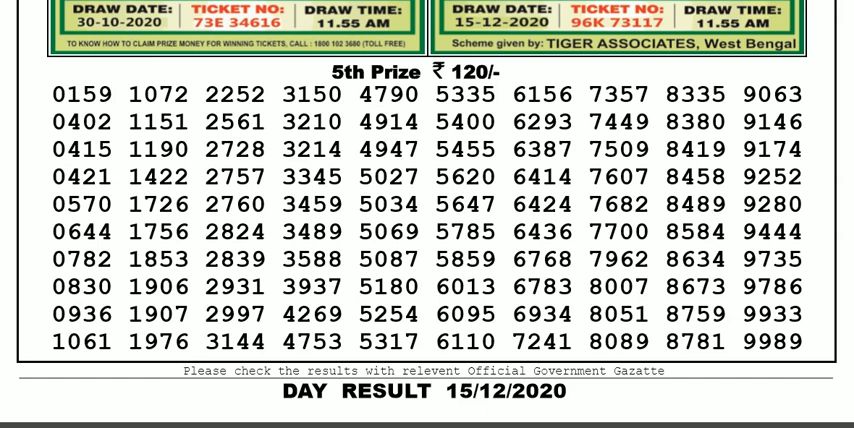 DRAW DATE: TICKET NO: DRAW TIME:
30-10-2020 73E 34616 11.55 AM
TO KNOW HOW TO CLAIM PRIZE MONEY FOR WINNING TICKETS, CALL : 1800 102 3680 (TOLL FREE)
DRAW DATE: TICKET NO: DRAW TIME:
15-12-2020 96K 73117 11.55 AM
Scheme given by: TIGER ASSOCIATES, West Bengal
5th Prize ₹ 120/-
0159 1072 2252 3150 4790 5335 6156 7357 8335 9063
0402 1151 2561 3210 4914 5400 6293 7449 8380 9146
0415 1190 2728 3214 4947 5455 6387 7509 8419 9174
0421 1422 2757 3345 5027 5620 6414 7607 8458 9252
0570 1726 2760 3459 5034 5647 6424 7682 8489 9280
0644 1756 2824 3489 5069 5785 6436 7700 8584 9444
0782 1853 2839 3588 5087 5859 6768 7962 8634 9735
0830 1906 2931 3937 5180 6013 6783 8007 8673 9786
0936 1907 2997 4269 5254 6095 6934 8051 8759 9933
1061 1976 3144 4753 5317 6110 7241 8089 8781 9989
Please check the results with relevent Official Government Gazatte
DAY RESULT 15/12/2020